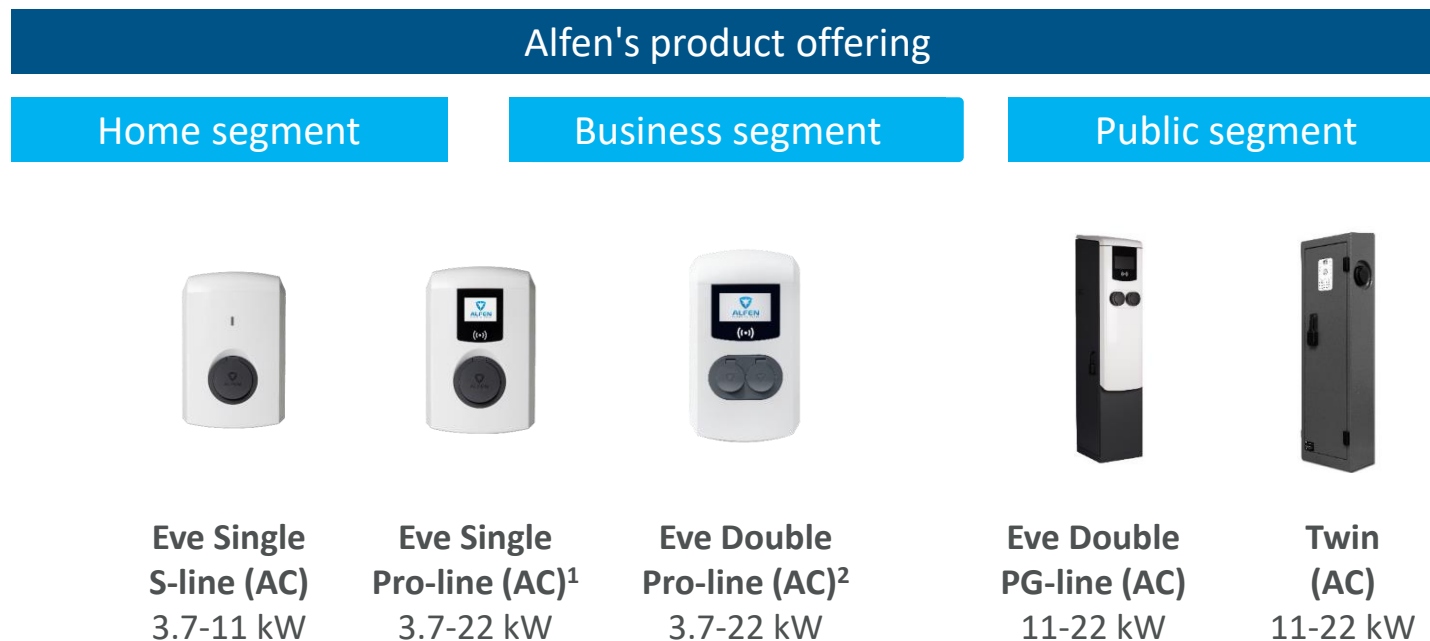 Alfen's product offering
Home segment
Business segment
Public segment
ALFEN
ALFEN
Eve Single
S-line (AC)
3.7-11 kW
Eve Single
Pro-line (AC)1
3.7-22 kW
Eve Double
Pro-line (AC)2
3.7-22 kW
Eve Double
PG-line (AC)
11-22 kW
Twin
(AC)
11-22 kW